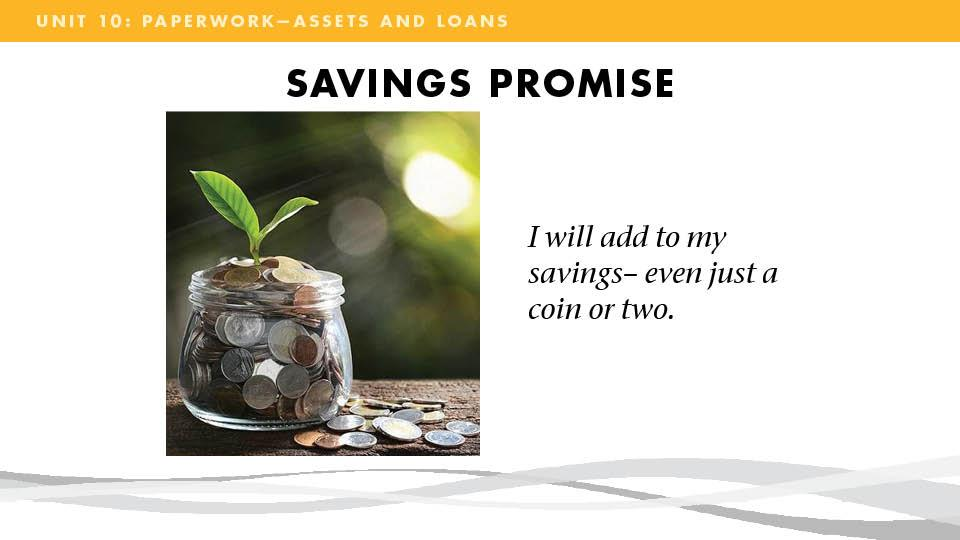 UNIT 10: PAPERWORK—ASSETS AND LOANS
SAVINGS PROMISE
I will add to my
savings– even just a
coin or two.